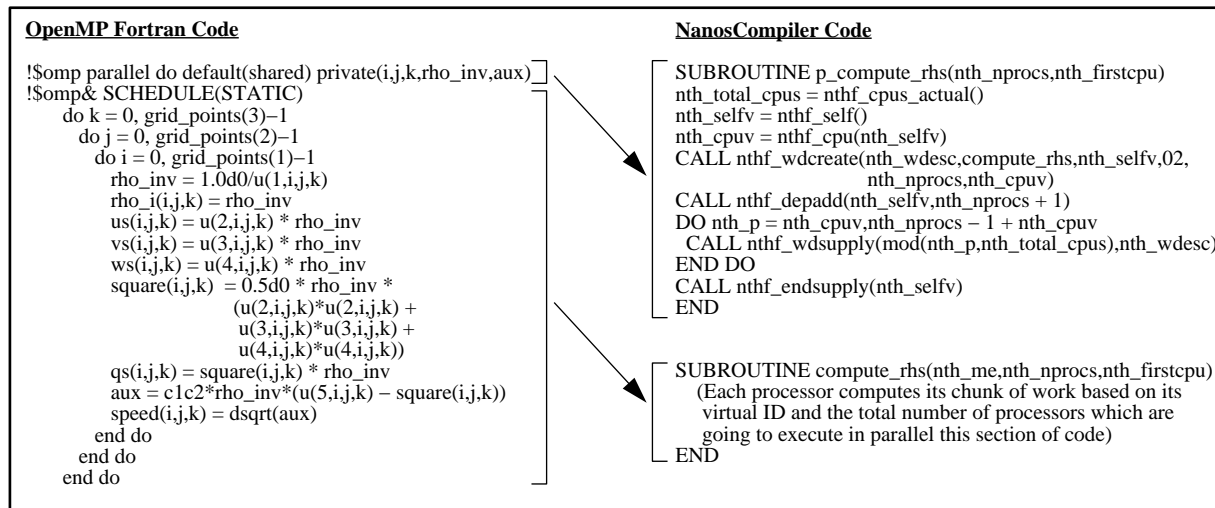 OpenMP Fortran Code
!$omp parallel do default(shared) private(i,j,k,rho_inv,aux)
!$omp& SCHEDULE(STATIC)
do k = 0, grid_points(3)−1
do j = 0, grid_points(2)−1
do i = 0, grid_points(1)−1
rho_inv = 1.0d0/u(1,i,j,k)
rho_i(i,j,k) = rho_inv
us(i,j,k) = u(2,i,j,k) * rho_inv
vs(i,j,k) = u(3,i,j,k) * rho_inv
ws(i,j,k) = u(4,i,j,k) * rho_inv
square(i,j,k) = 0.5d0 * rho_inv *
(u(2,i,j,k)*u(2,i,j,k) +
u(3,i,j,k)*u(3,i,j,k) +
u(4,i,j,k)*u(4,i,j,k))
qs(i,j,k) = square(i,j,k) * rho_inv
aux = c1c2*rho_inv*(u(5,i,j,k) − square(i,j,k))
speed(i,j,k) = dsqrt(aux)
end do
end do
end do
NanosCompiler Code
SUBROUTINE p_compute_rhs(nth_nprocs,nth_firstcpu)
nth_total_cpus = nthf_cpus_actual()
nth_selfv = nthf_self()
nth_cpuv = nthf_cpu(nth_selfv)
CALL nthf_wdcreate(nth_wdesc,compute_rhs,nth_selfv,02,
nth_nprocs,nth_cpuv)
CALL nthf_depadd(nth_selfv,nth_nprocs + 1)
DO nth_p = nth_cpuv,nth_nprocs − 1 + nth_cpuv
CALL nthf_wdsupply(mod(nth_p,nth_total_cpus),nth_wdesc)
END DO
CALL nthf_endsupply(nth_selfv)
END
SUBROUTINE compute_rhs(nth_me,nth_nprocs,nth_firstcpu)
(Each processor computes its chunk of work based on its
virtual ID and the total number of processors which are
going to execute in parallel this section of code)
END